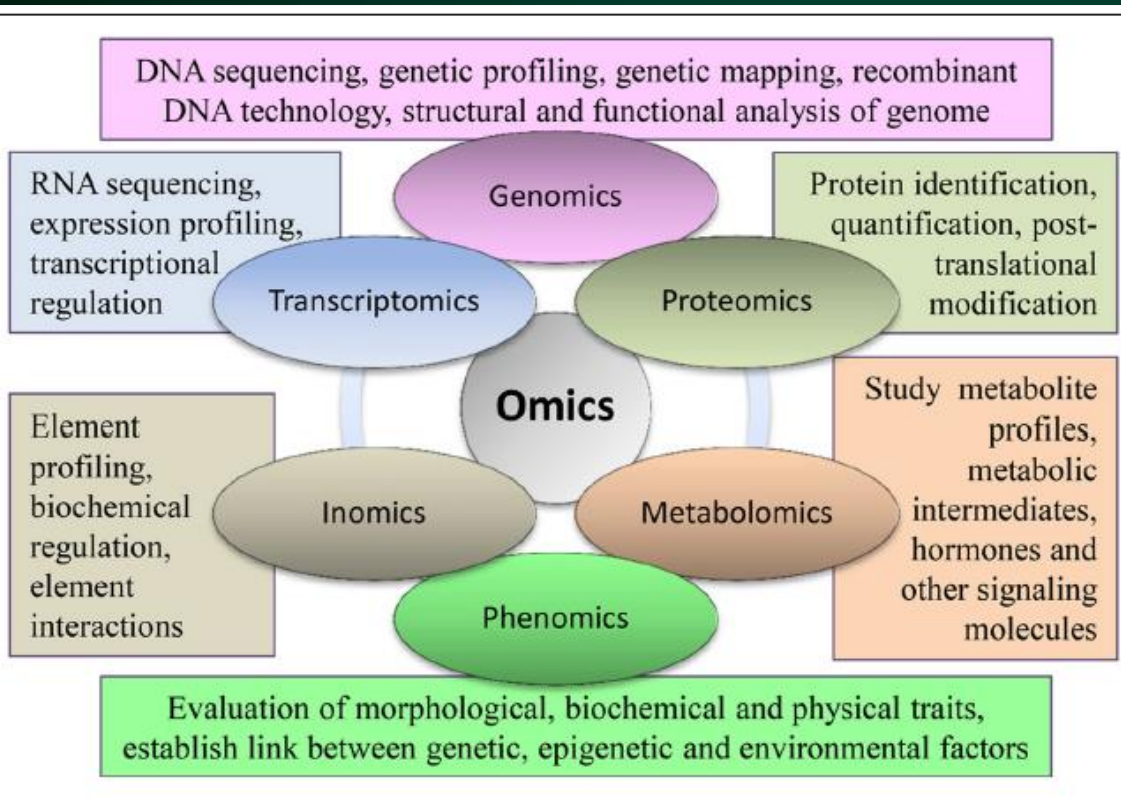 DNA sequencing, genetic profiling, genetic mapping, recombinant
DNA technology, structural and functional analysis of genome
Genomics
RNA sequencing,
expression profiling,
transcriptional
regulation
Transcriptomics
Protein identification,
quantification, post-
translational
modification
Proteomics
Omics
Element
profiling,
biochemical
regulation,
element
interactions
Inomics
Study metabolite
profiles,
metabolic
intermediates,
hormones and
other signaling
molecules
Metabolomics
Phenomics
Evaluation of morphological, biochemical and physical traits,
establish link between genetic, epigenetic and environmental factors